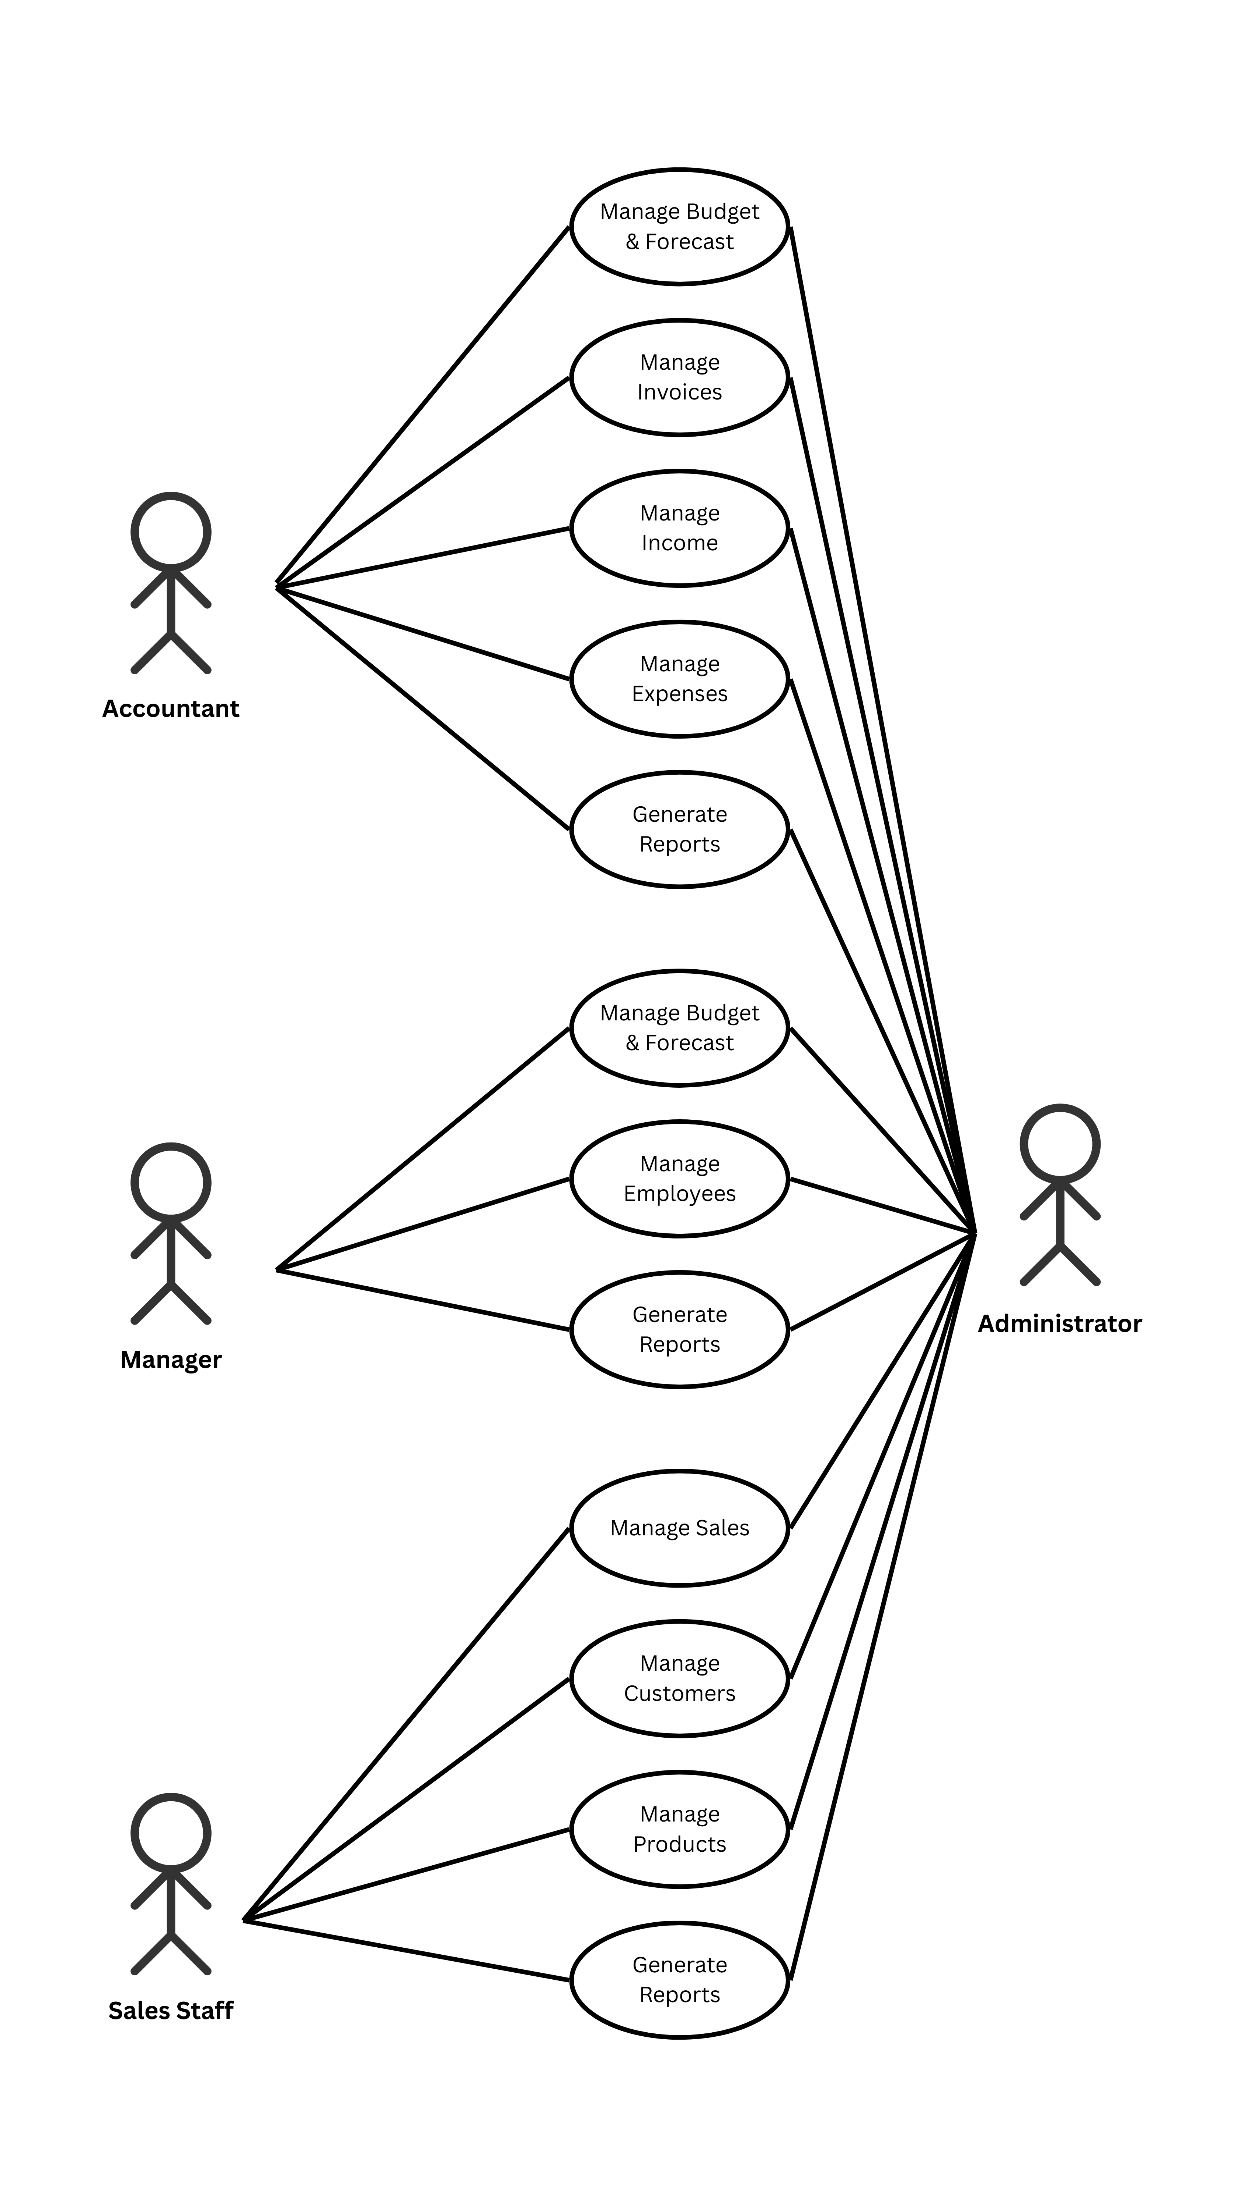 Manage Budget
& Forecast
Manage
Invoices
Manage
Income
Manage
Expenses
Generate
Reports
Accountant
Manage Budget
& Forecast
Manage
Employees
Generate
Reports
Manager
Administrator
Manage Sales
Manage
Customers
Manage
Products
Generate
Reports
Sales Staff